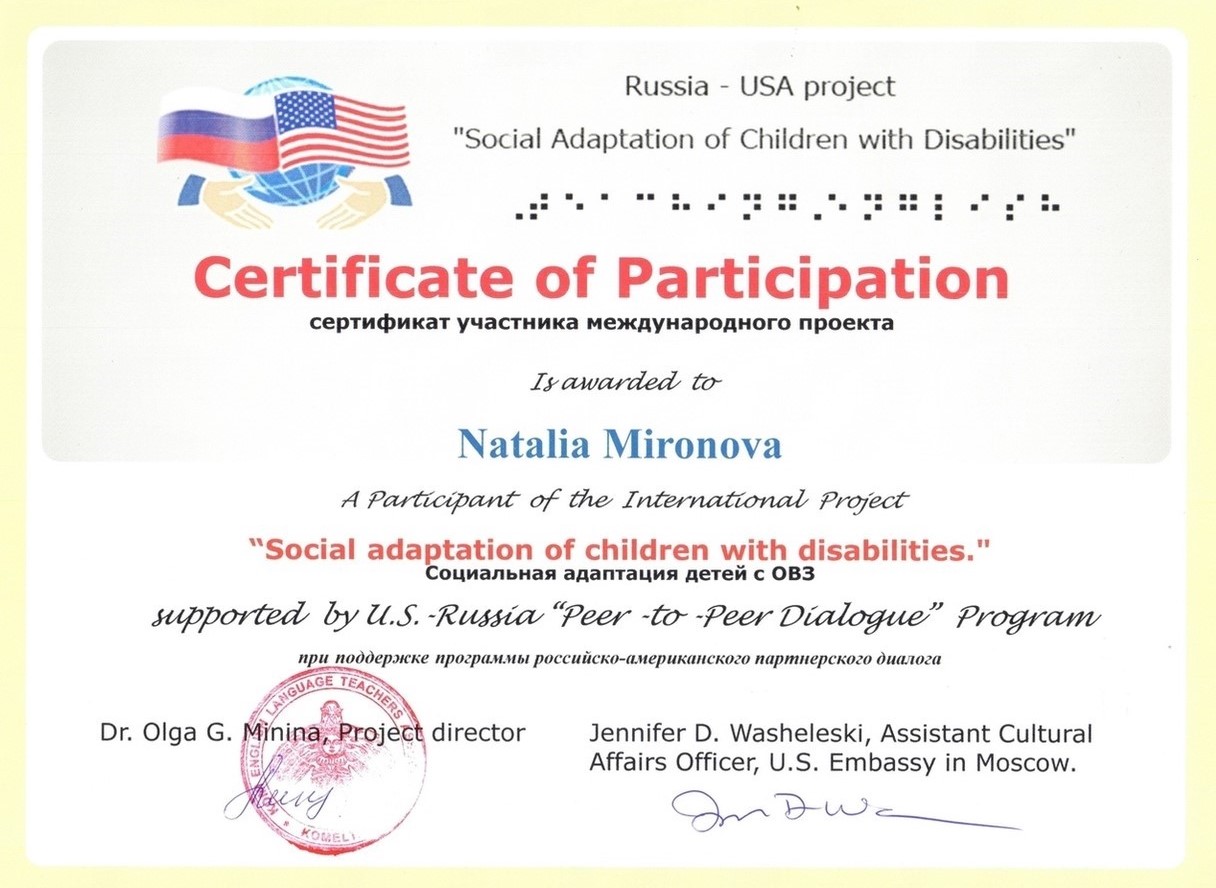 Russia - USA project
"Social Adaptation of Children with Disabilities"
⠠⠞⠑⠁⠉⠓⠊⠝⠛⠠⠑⠝⠛⠇⠊⠎⠓
Certificate of Participation
сертификат участника международного проекта
Is awarded to
Natalia Mironova
A Participant of the International Project
“Social adaptation of children with disabilities."
Социальная адаптация детей с ОВЗ
supported by U.S.-Russia “Peer -to -Peer Dialogue” Program
при поддержке программы российско-американского партнерского диалога
Dr. Olga G. Minina, Project director
Jennifer D. Washeleski, Assistant Cultural
Affairs Officer, U.S. Embassy in Moscow.
ENGLISH LANGUAGE TEACHERS
KOMELT